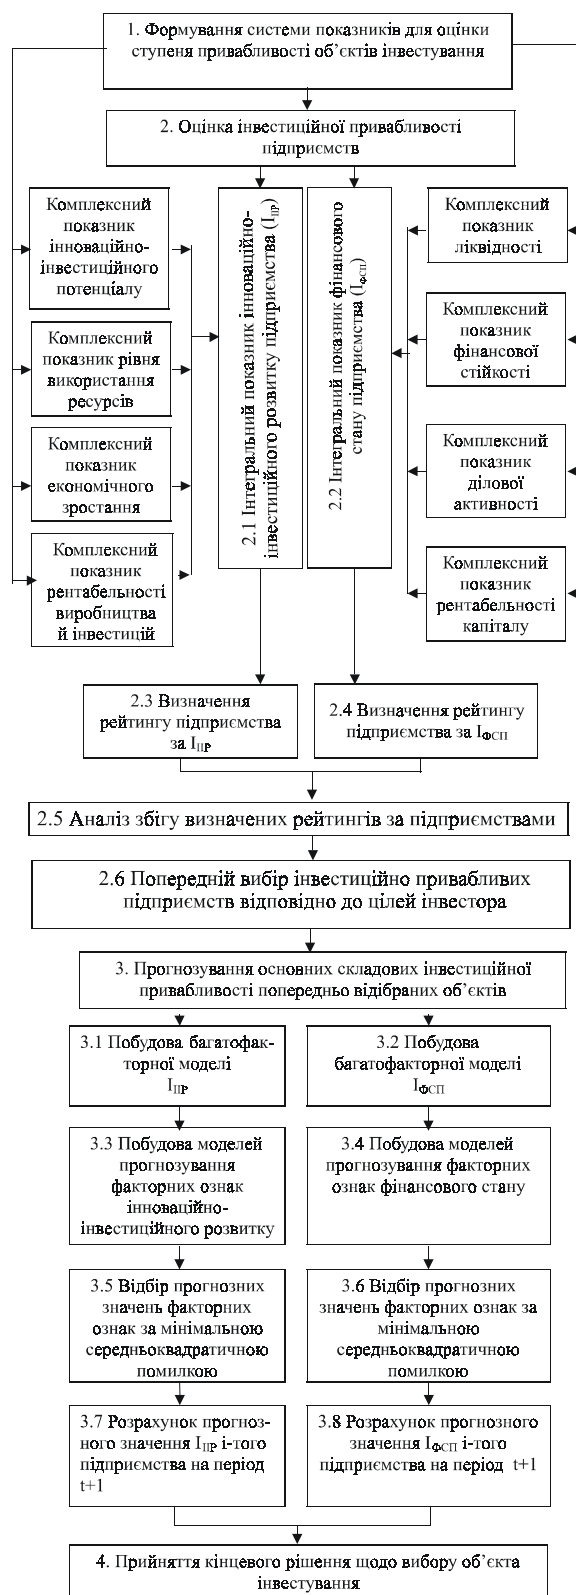 1. Формування системи показників для оцінки
ступеня привабливості об’єктів інвестування
2. Оцінка інвестиційної привабливості
підприємств
Комплексний
показник
інноваційно-
інвестиційного
потенціалу
Комплексний
показник рівня
використання
ресурсів
Комплексний
показник
економічного
зростання
Комплексний
показник
рентабельності
виробництва
й інвестицій
2.1 Інтегральний показник інноваційно-
інвестиційного розвитку підприємства (IІІР)
2.2 Інтегральний показник фінансового
стану підприємства (IФСП)
Комплексний
показник
ліквідності
Комплексний
показник
фінансової
стійкості
Комплексний
показник
ділової
активності
Комплексний
показник
рентабельності
капіталу
2.3 Визначення
рейтингу підприємства
за IІІР
2.4 Визначення рейтингу
підприємства за IФСП
2.5 Аналіз збігу визначених рейтингів за підприємствами
2.6 Попередній вибір інвестиційно привабливих
підприємств відповідно до цілей інвестора
3. Прогнозування основних складових інвестиційної
привабливості попередньо відібраних об’єктів
3.1 Побудова багатофак-
торної моделі
IІІР
3.2 Побудова
багатофакторної моделі
IФСП
3.3 Побудова моделей
прогнозування
факторних ознак
інноваційно-
інвестиційного розвитку
3.4 Побудова моделей
прогнозування факторних
ознак фінансового стану
3.5 Відбір прогнозних
значень факторних
ознак за мінімальною
середньоквадратичною
помилкою
3.6 Відбір прогнозних
значень факторних ознак за
мінімальною
середньоквадратичною
помилкою
3.7 Розрахунок прогноз-
ного значення IІІР і-того
підприємства на період
t+1
3.8 Розрахунок прогнозного
значення IФСП і-того
підприємства на період t+1
4. Прийняття кінцевого рішення щодо вибору об’єкта
інвестування